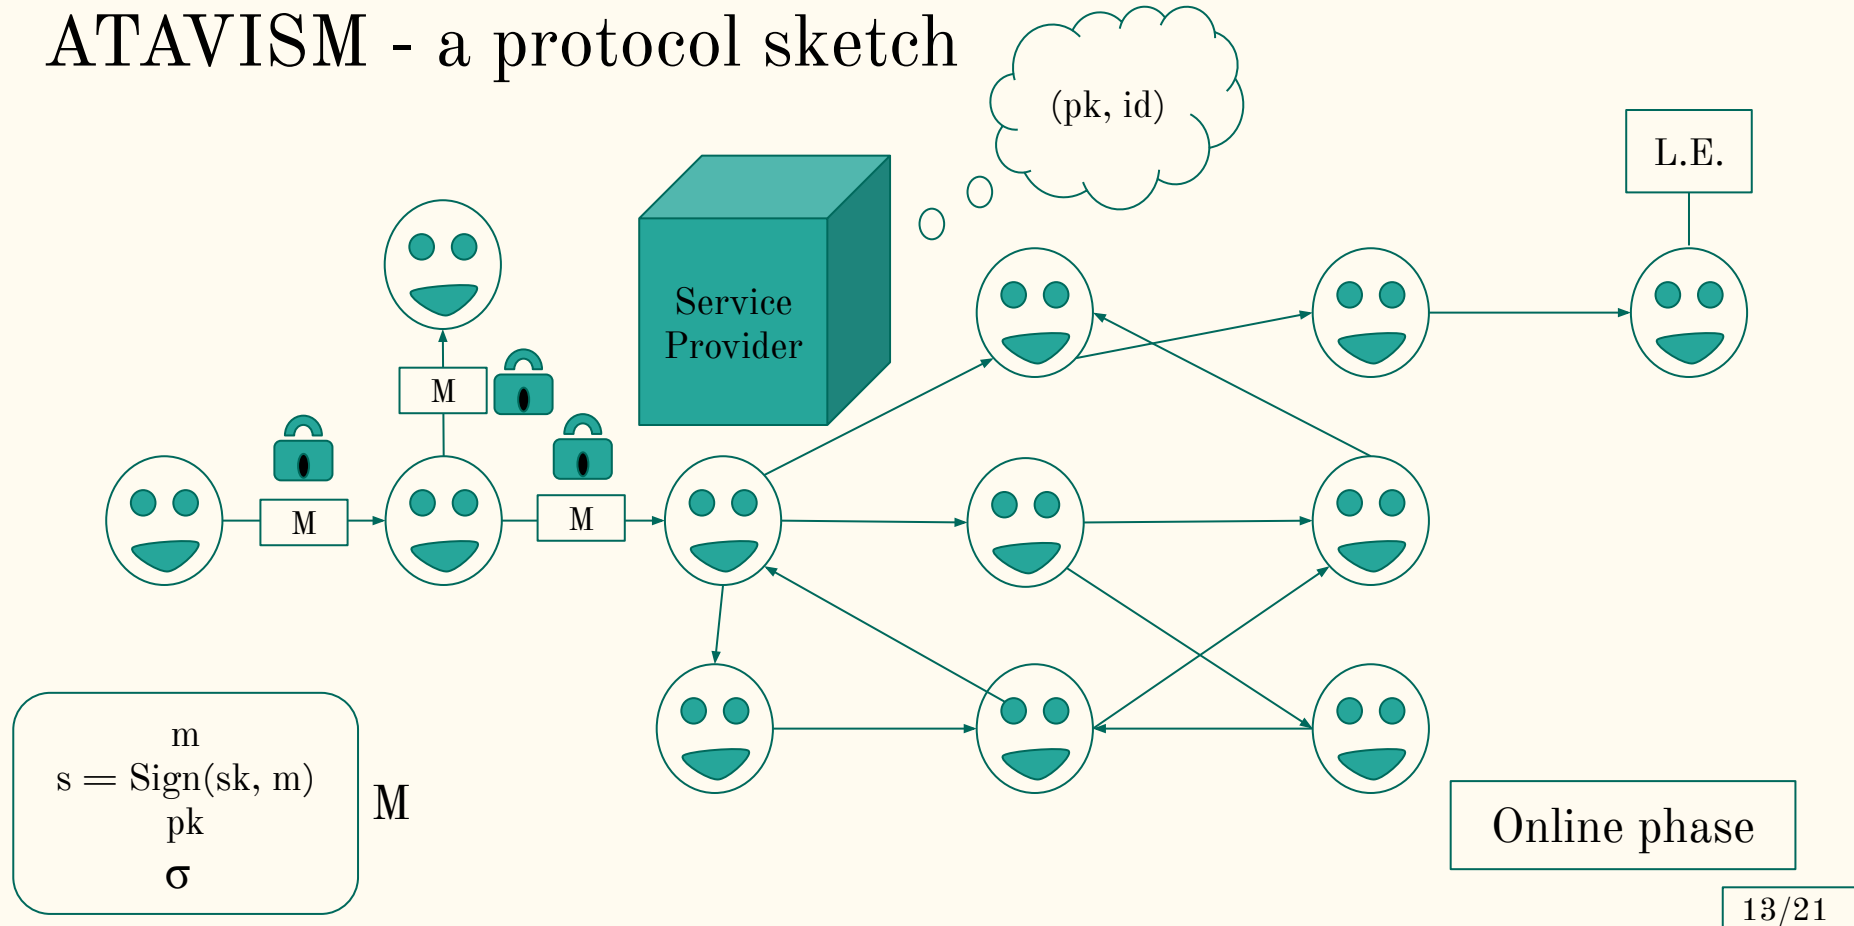 ATAVISM - a protocol sketch
(pk, id)
L.E.
Service
Provider
M
M
M
m
s = Sign(sk, m)
pk
σ
M
Online phase
13/21